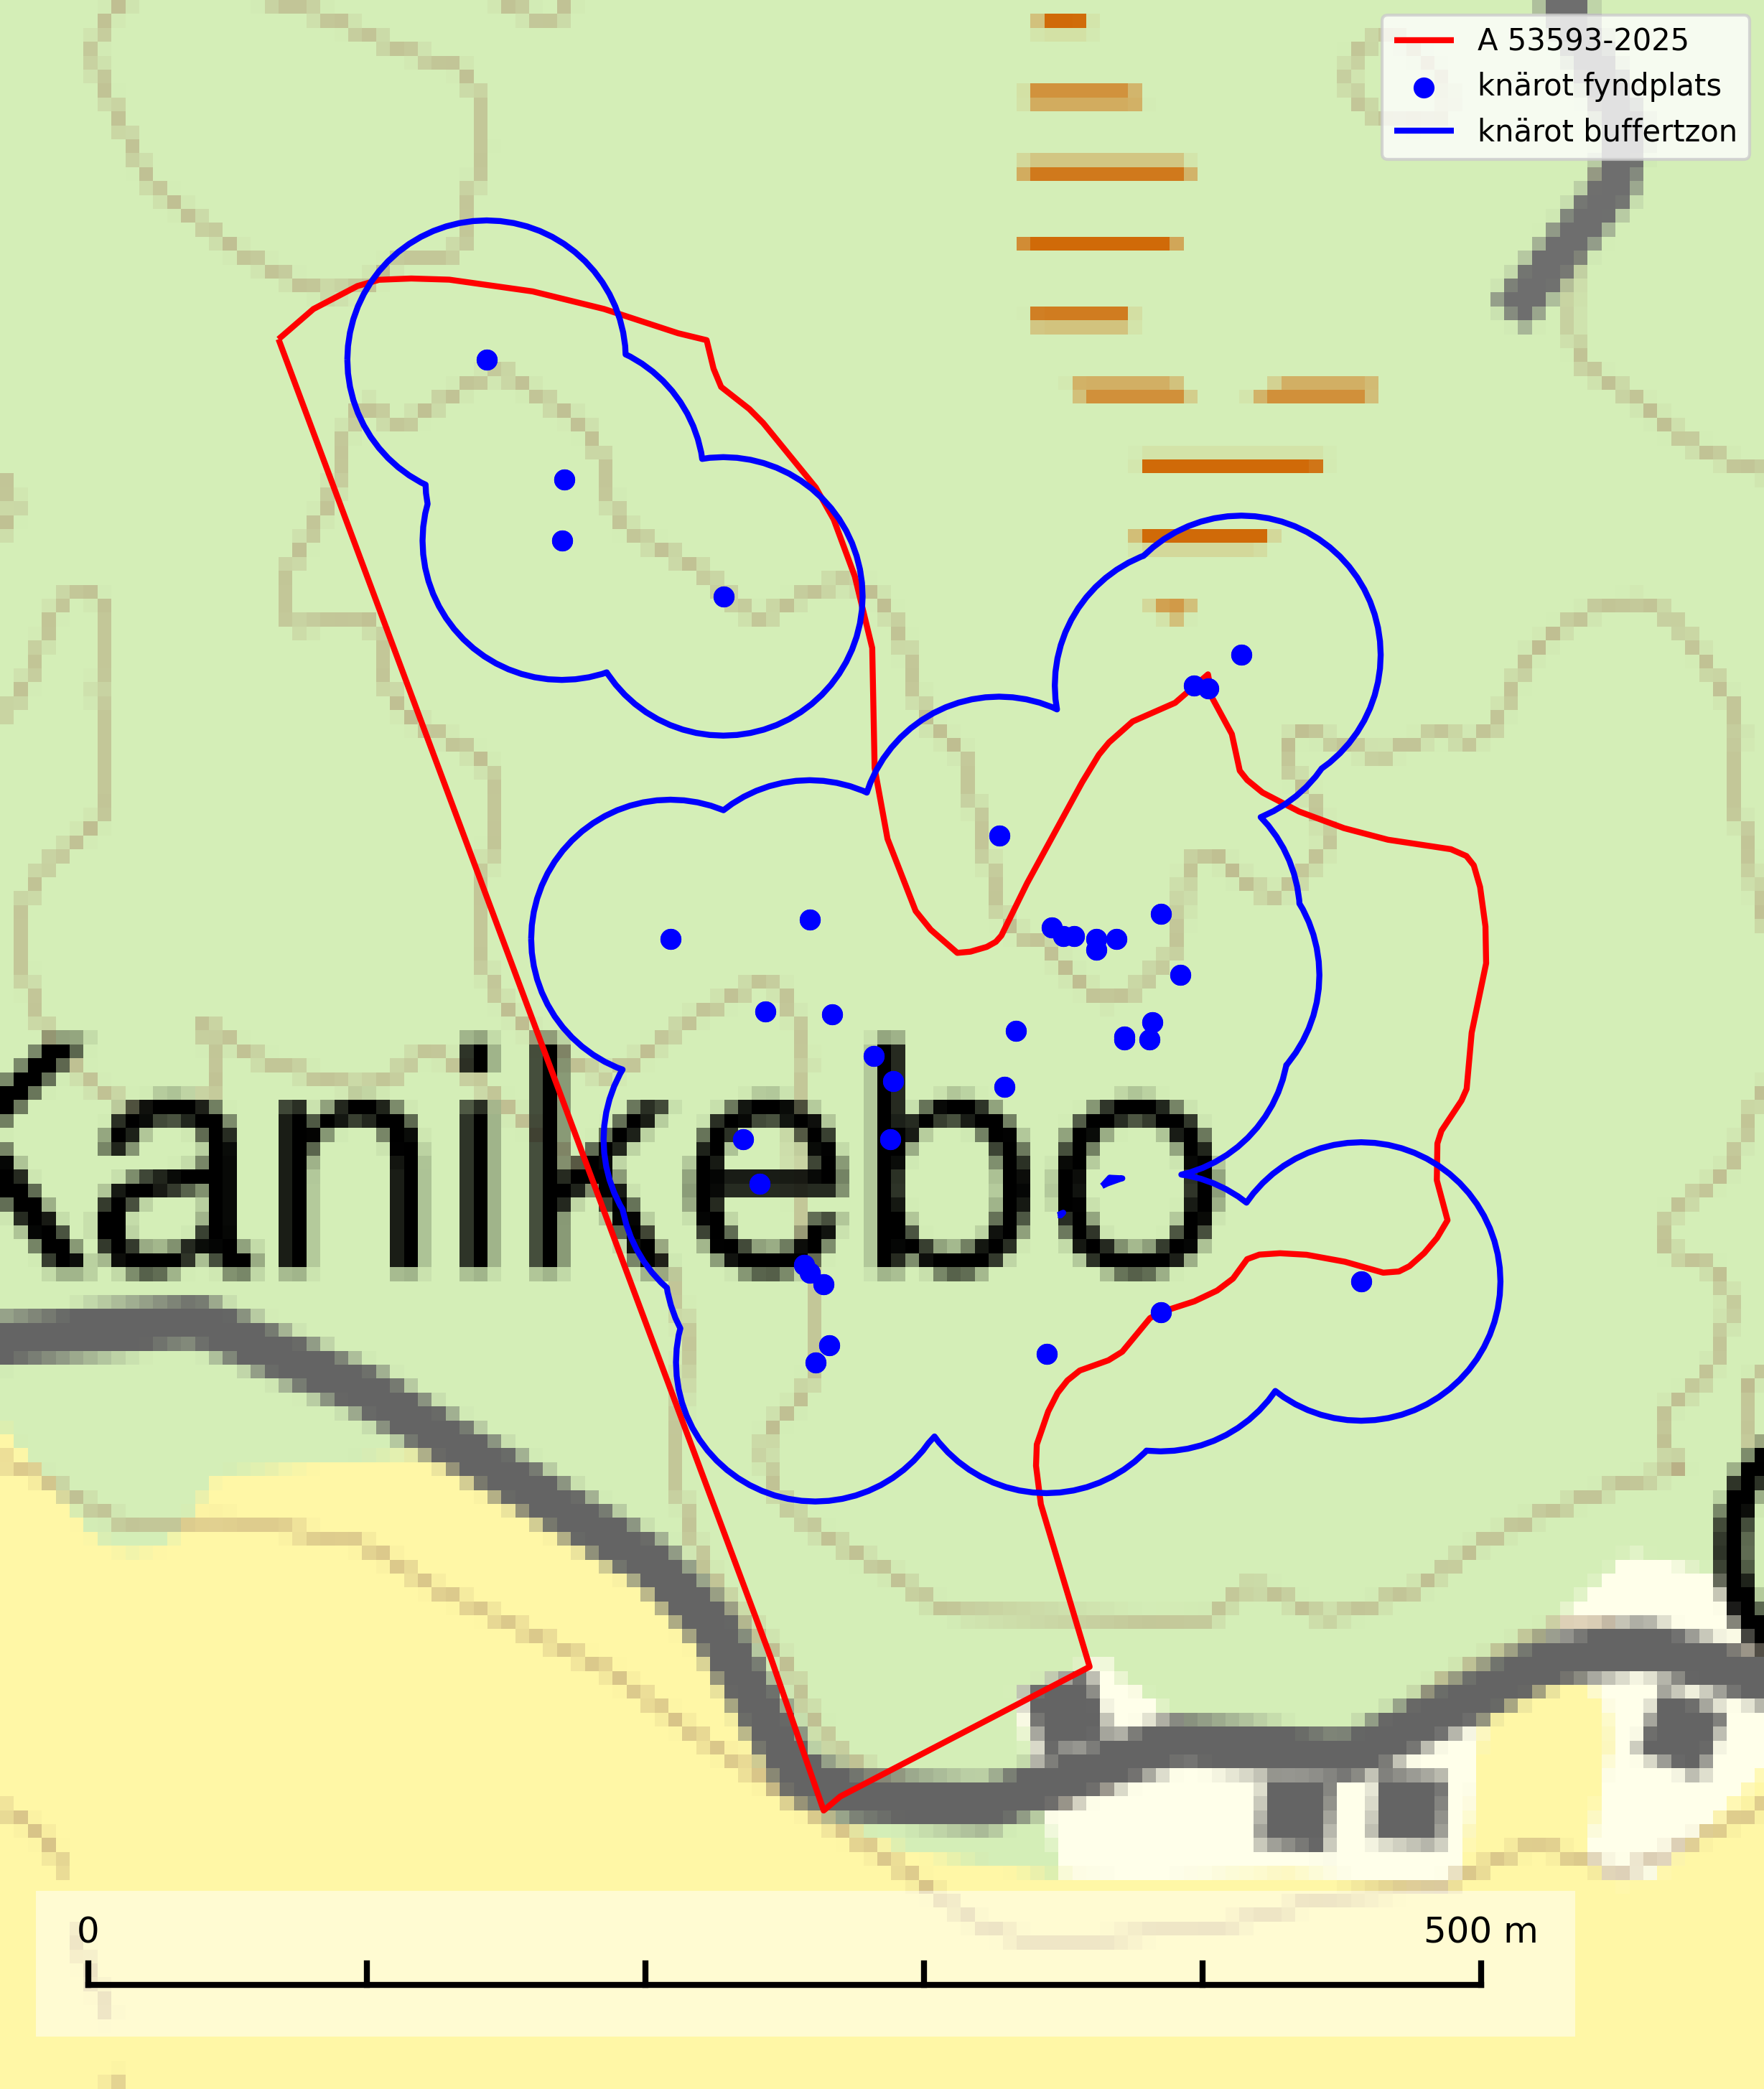 A 53593-2025
knärot fyndplats
knärot buffertzon
Kanikebo
0 500 m